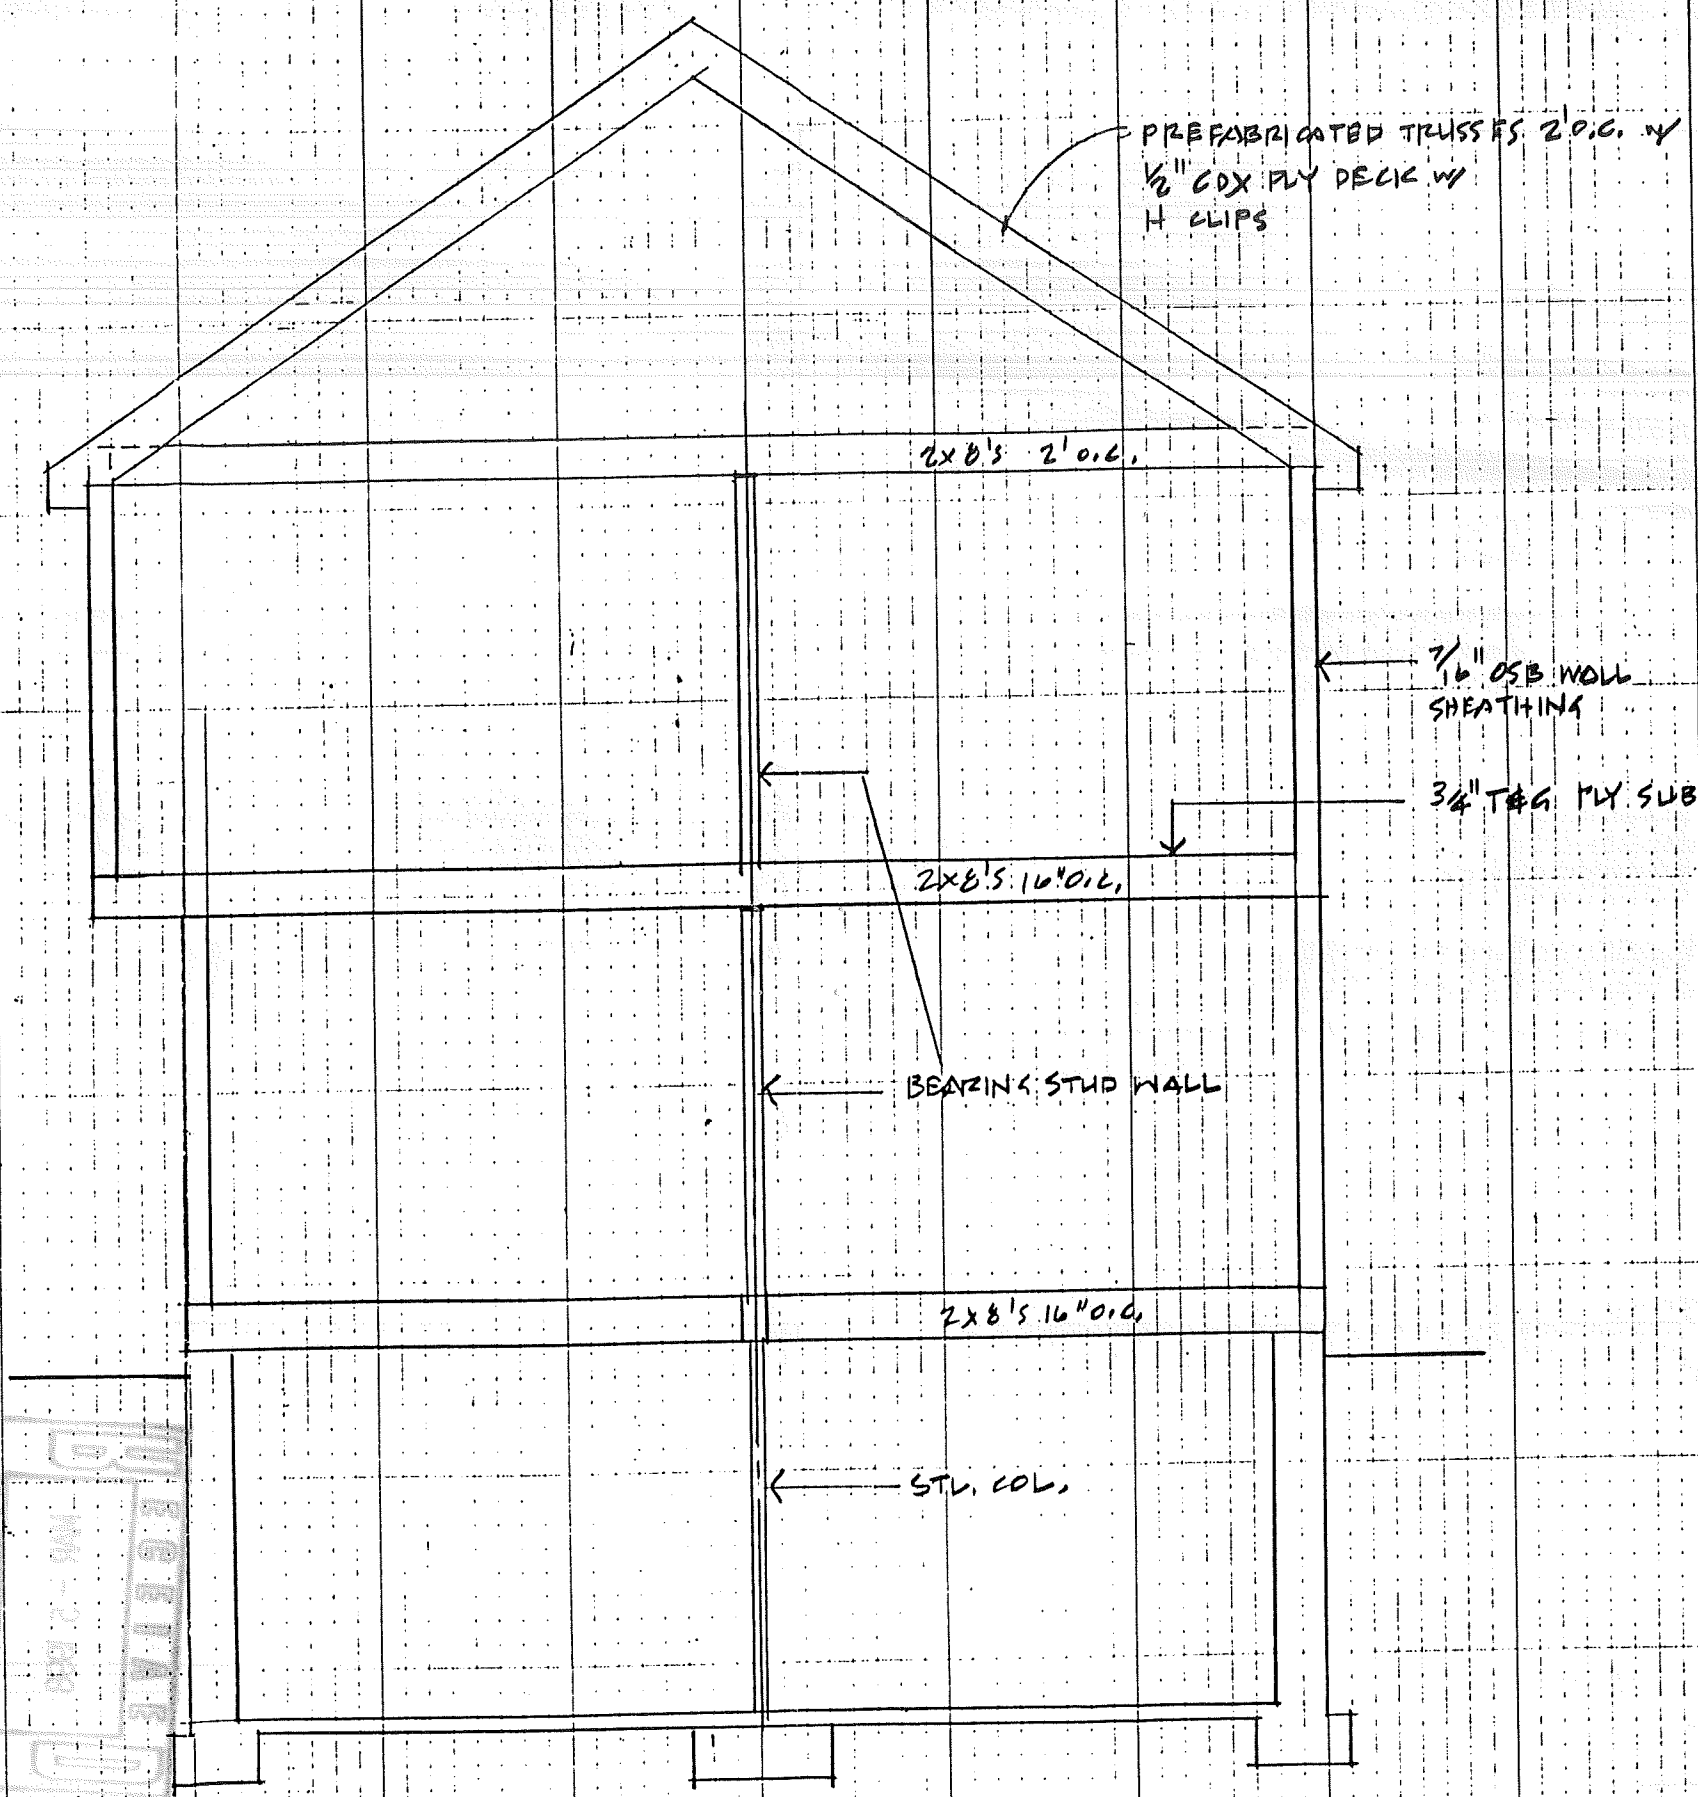 PREFABRICATED TRUSSES 2' O.C. W/
1/2" CDX PLY DECK W/
H CLIPS
2X8'S 2' O.C.
7/16" OSB WALL
SHEATHING
3/4" T&G PLY SUB
2X8'S 16" O.C.
BEARING STUD WALL
2X8'S 16" O.C.
STL. COL.